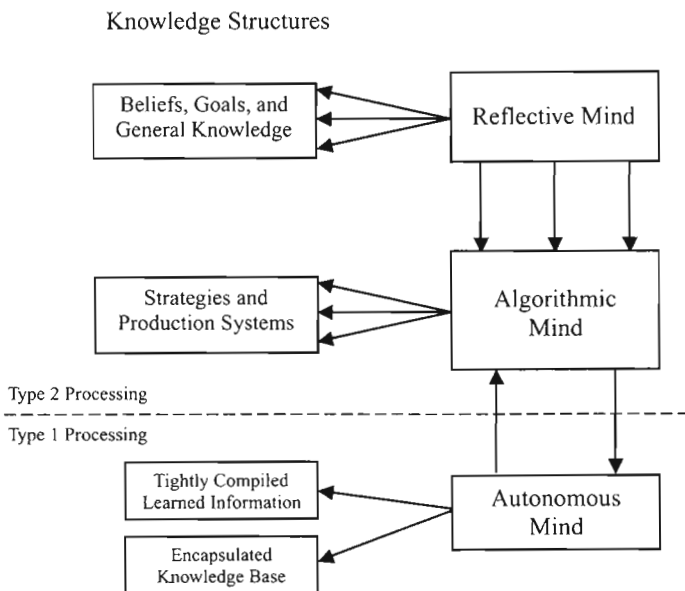 Knowledge Structures
Beliefs, Goals, and
General Knowledge
Reflective Mind
Strategies and
Production Systems
Algorithmic
Mind
Type 2 Processing
Type 1 Processing
Tightly Compiled
Learned Information
Autonomous
Mind
Encapsulated
Knowledge Base